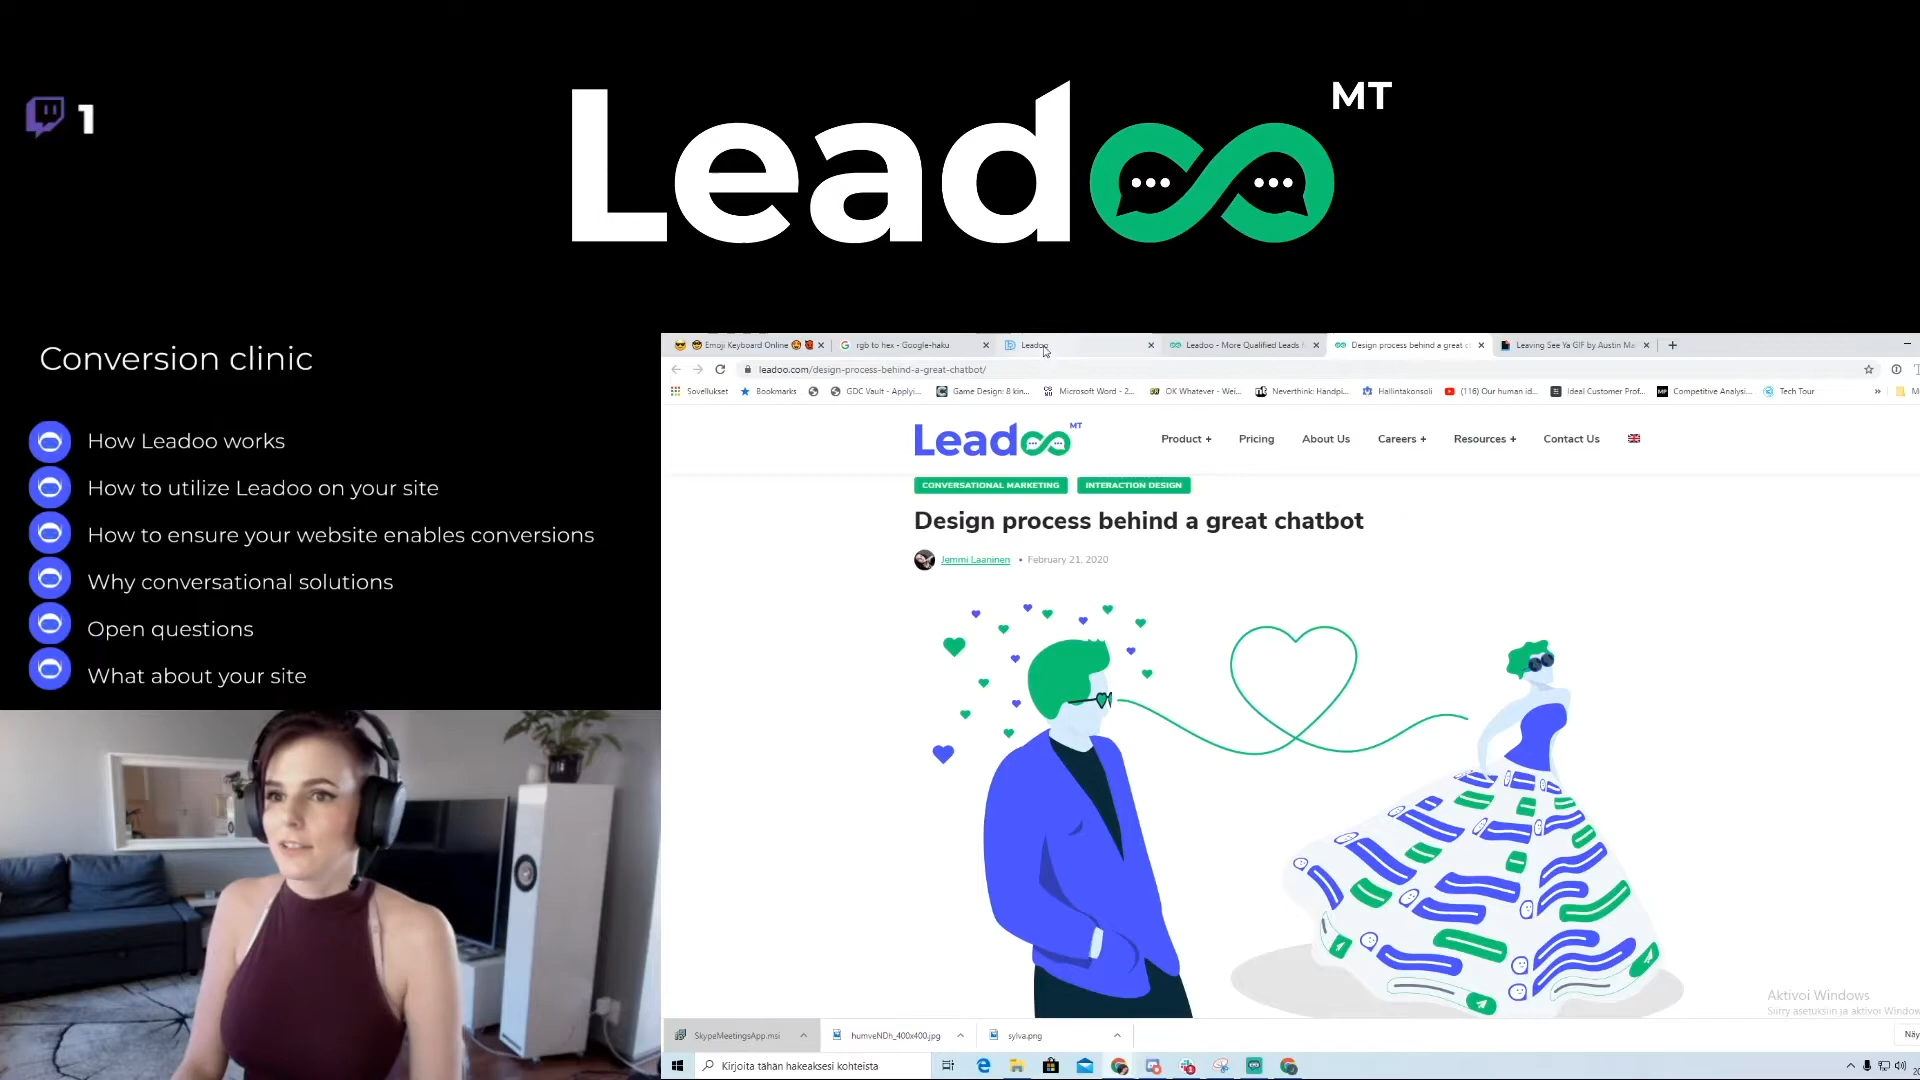 Leadoo MT
1
Conversion clinic
How Leadoo works
How to utilize Leadoo on your site
How to ensure your website enables conversions
Why conversational solutions
Open questions
What about your site
Emoji Keyboard Online
rgb to hex - Google-haku
Leadoo
Leadoo - More Qualified Leads
Design process behind a great c
Leaving See Ya GIF by Austin Ma
leadoo.com/design-process-behind-a-great-chatbot/
Sovellukset
Bookmarks
GDC Vault - Applyi...
Game Design: 8 kin...
Microsoft Word - 2...
OK Whatever - Wei...
Neverthink: Handpi...
Hallintakonsoli
(116) Our human id...
Ideal Customer Prof...
Competitive Analysi...
Tech Tour
»
Leadoo MT
Product +
Pricing
About Us
Careers +
Resources +
Contact Us
CONVERSATIONAL MARKETING
INTERACTION DESIGN
Design process behind a great chatbot
Jemmi Laaninen • February 21, 2020
Aktivoi Windows
Siirry asetuksiin ja aktivoi Window
SkypeMeetingsApp.msi
humveNDh_400x400.jpg
sylva.png
Näy
Kirjoita tähän hakeaksesi kohteista